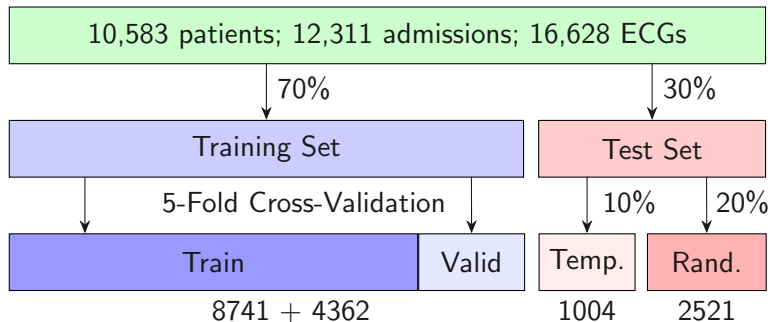 10,583 patients; 12,311 admissions; 16,628 ECGs
70%
30%
Training Set
Test Set
5-Fold Cross-Validation
10%
20%
Train
Valid
Temp.
Rand.
8741 + 4362
1004
2521